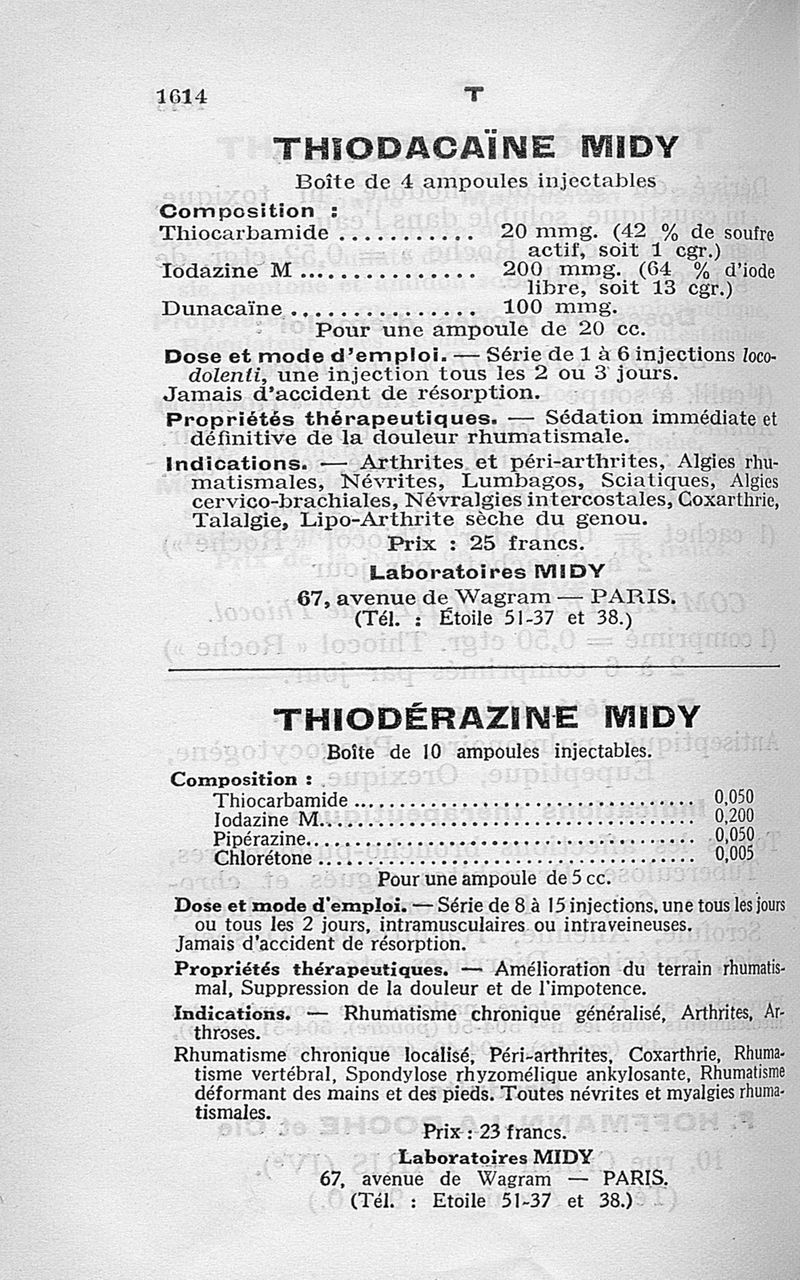 1614
T
THIODACAÏNE MIDY
Boîte de 4 ampoules injectables
Composition :
Thiocarbamide ........... 20 mmg. (42 % de soufre
actif, soit 1 cgr.)
Iodazine M ............... 200 mmg. (64 % d'iode
libre, soit 13 cgr.)
Dunacaïne ................ 100 mmg.
Pour une ampoule de 20 cc.
Dose et mode d'emploi. — Série de 1 à 6 injections loco-
dolenti, une injection tous les 2 ou 3 jours.
Jamais d'accident de résorption.
Propriétés thérapeutiques. — Sédation immédiate et
définitive de la douleur rhumatismale.
Indications. — Arthrites et péri-arthrites, Algies rhu-
matismales, Névrites, Lumbagos, Sciatiques, Algies
cervico-brachiales, Névralgies intercostales, Coxarthrie,
Talalgie, Lipo-Arthrite sèche du genou.
Prix : 25 francs.
Laboratoires MIDY
67, avenue de Wagram — PARIS.
(Tél. : Étoile 51-37 et 38.)
THIODÉRAZINE MIDY
Boîte de 10 ampoules injectables.
Composition :
Thiocarbamide ................................... 0,050
Iodazine M....................................... 0,200
Pipérazine....................................... 0,050
Chlorétone ...................................... 0,005
Pour une ampoule de 5 cc.
Dose et mode d'emploi. — Série de 8 à 15 injections, une tous les jours
ou tous les 2 jours, intramusculaires ou intraveineuses.
Jamais d'accident de résorption.
Propriétés thérapeutiques. — Amélioration du terrain rhumatis-
mal, Suppression de la douleur et de l'impotence.
Indications. — Rhumatisme chronique généralisé, Arthrites, Ar-
throses.
Rhumatisme chronique localisé, Péri-arthrites, Coxarthrie, Rhuma-
tisme vertébral, Spondylose rhyzomélique ankylosante, Rhumatisme
déformant des mains et des pieds. Toutes névrites et myalgies rhuma-
tismales.
Prix : 23 francs.
Laboratoires MIDY
67, avenue de Wagram — PARIS.
(Tél. : Etoile 51-37 et 38.)